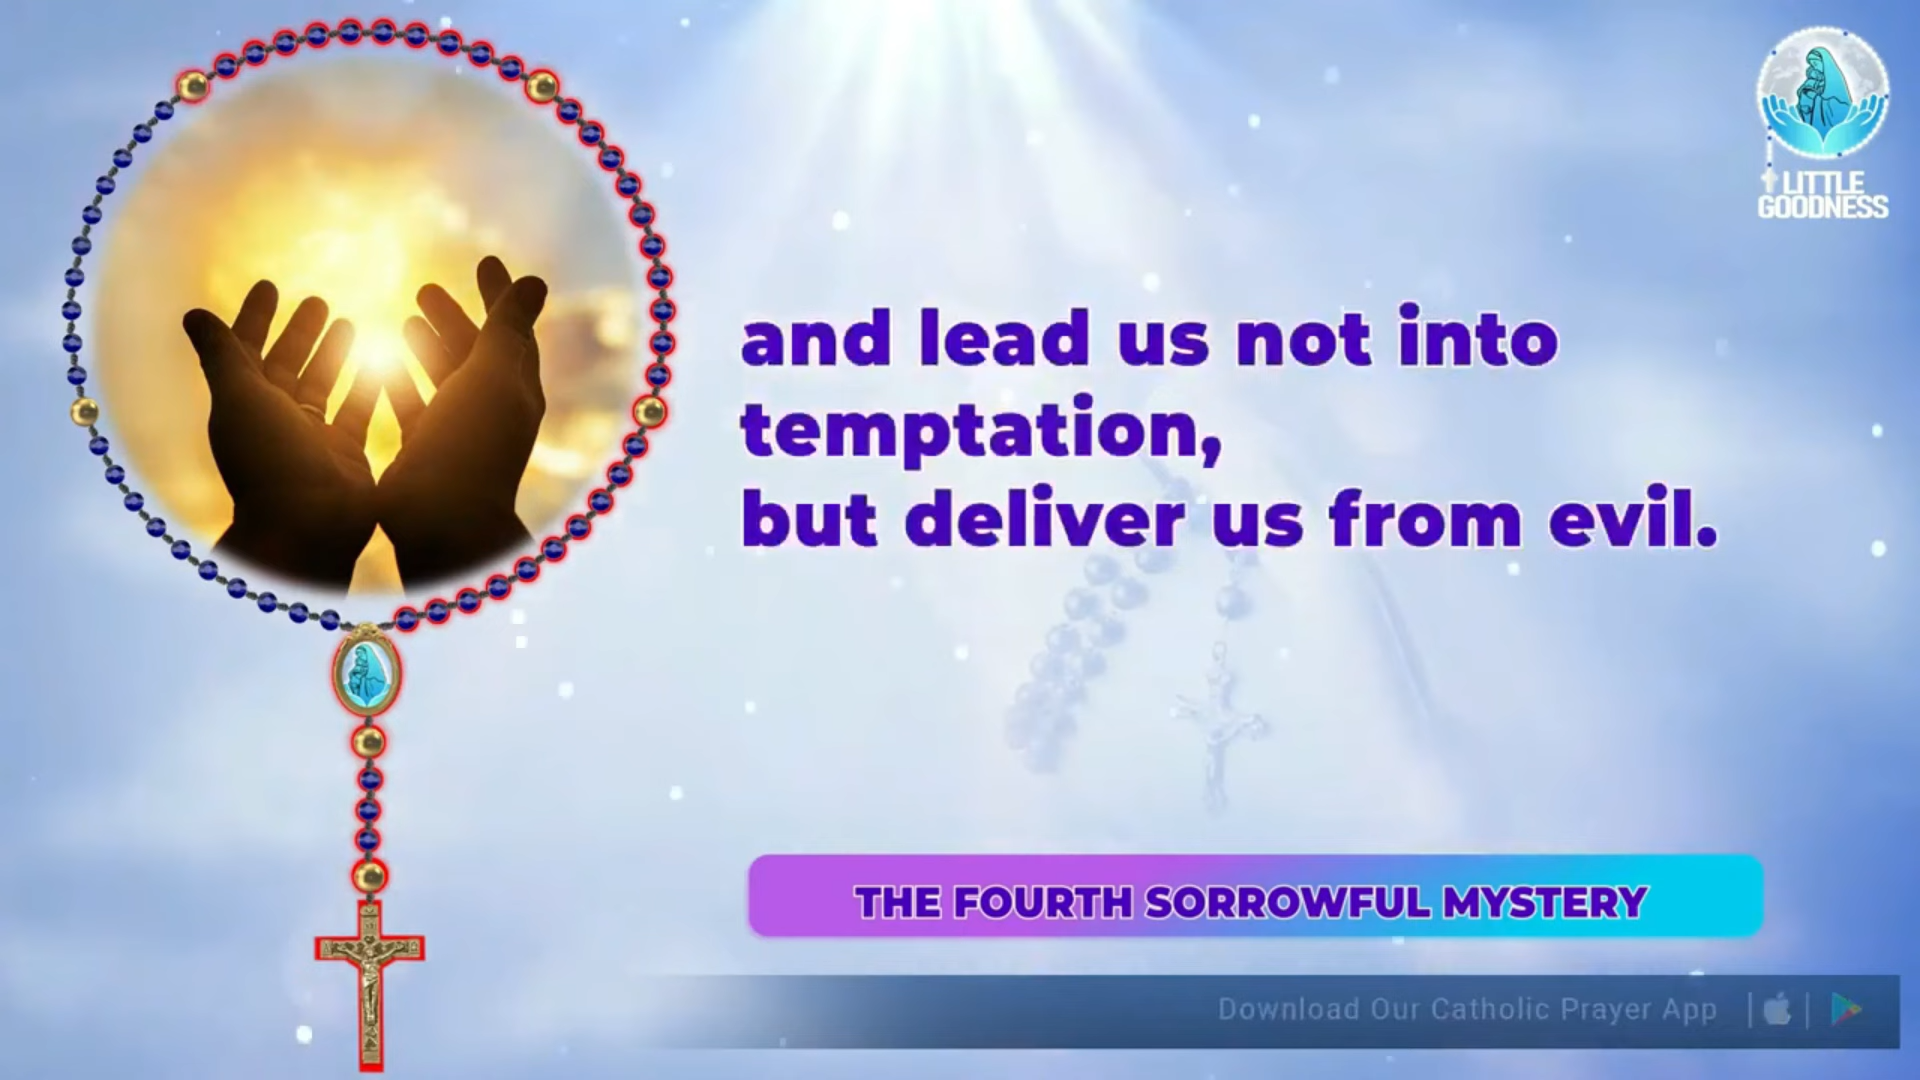 LITTLE
GOODNESS
and lead us not into
temptation,
but deliver us from evil.
THE FOURTH SORROWFUL MYSTERY
Download Our Catholic Prayer App